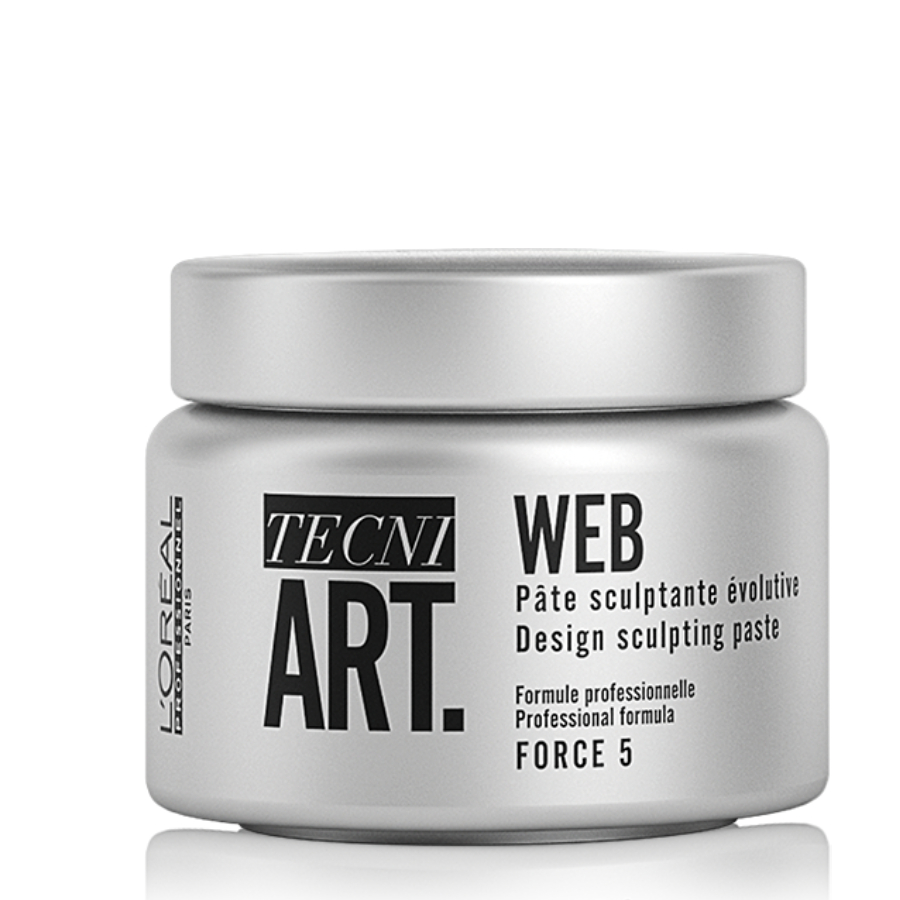 L'ORÉAL
PROFESSIONNEL
PARIS
TECNI
ART.
WEB
Pâte sculptante évolutive
Design sculpting paste
Formule professionnelle
Professional formula
FORCE 5